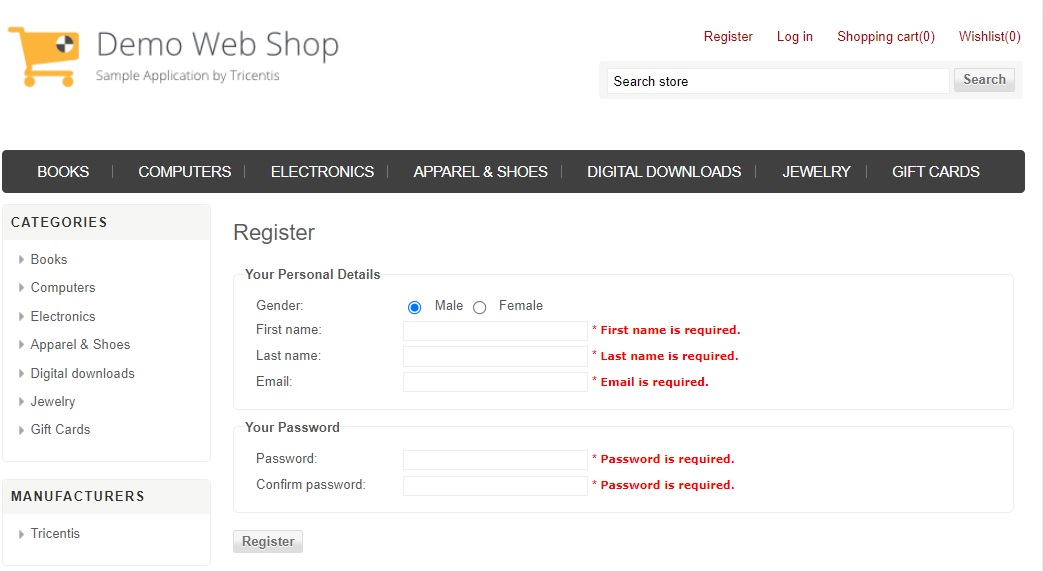 Demo Web Shop
Sample Application by Tricentis
Register Log in Shopping cart(0) Wishlist(0)
Search store Search
BOOKS COMPUTERS ELECTRONICS APPAREL & SHOES DIGITAL DOWNLOADS JEWELRY GIFT CARDS
CATEGORIES
Books
Computers
Electronics
Apparel & Shoes
Digital downloads
Jewelry
Gift Cards
MANUFACTURERS
Tricentis
Register
Your Personal Details
Gender: Male Female
First name: * First name is required.
Last name: * Last name is required.
Email: * Email is required.
Your Password
Password: * Password is required.
Confirm password: * Password is required.
Register